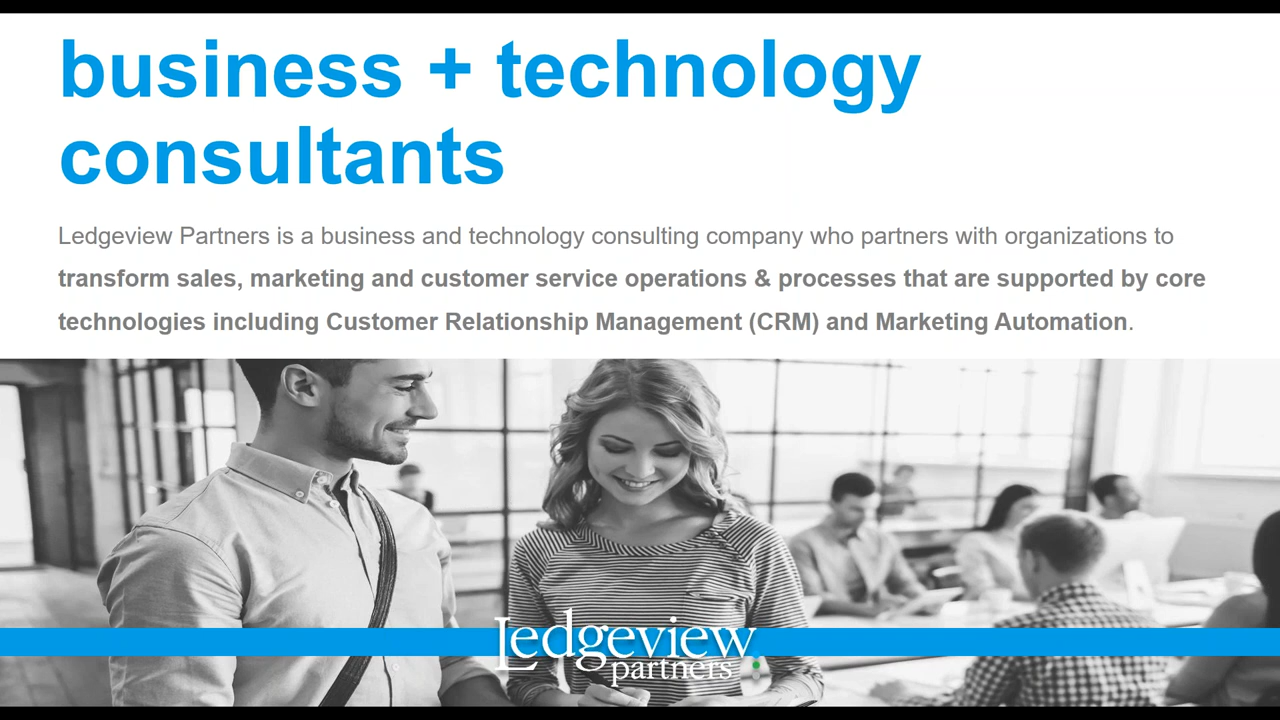 business + technology
consultants
Ledgeview Partners is a business and technology consulting company who partners with organizations to
transform sales, marketing and customer service operations & processes that are supported by core
technologies including Customer Relationship Management (CRM) and Marketing Automation.
Ledgeview
partners